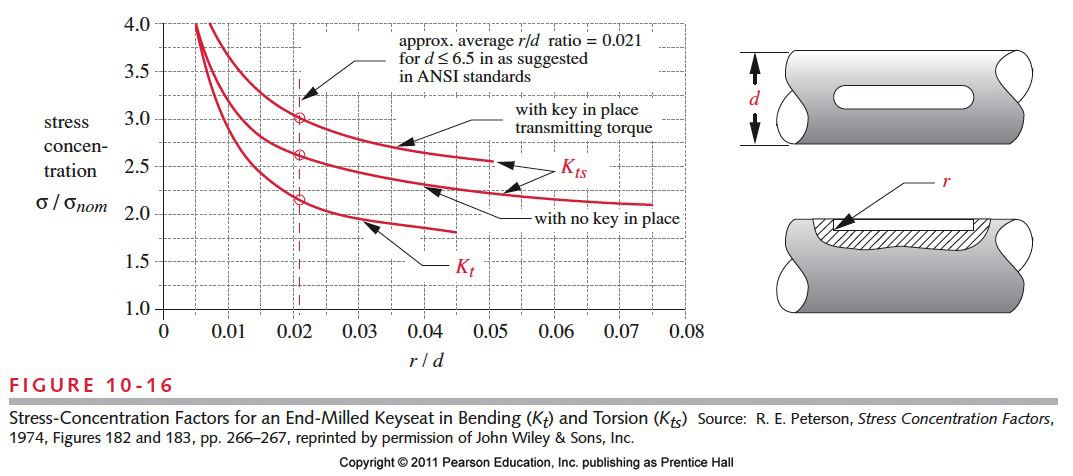 4.0
3.5
3.0
2.5
2.0
1.5
1.0
stress
concen-
tration
σ / σnom
0 0.01 0.02 0.03 0.04 0.05 0.06 0.07 0.08
r / d
approx. average r/d ratio = 0.021
for d ≤ 6.5 in as suggested
in ANSI standards
with key in place
transmitting torque
Kts
with no key in place
Kt
d
r
FIGURE 10-16
Stress-Concentration Factors for an End-Milled Keyseat in Bending (Kt) and Torsion (Kts) Source: R. E. Peterson, Stress Concentration Factors,
1974, Figures 182 and 183, pp. 266–267, reprinted by permission of John Wiley & Sons, Inc.
Copyright © 2011 Pearson Education, Inc. publishing as Prentice Hall